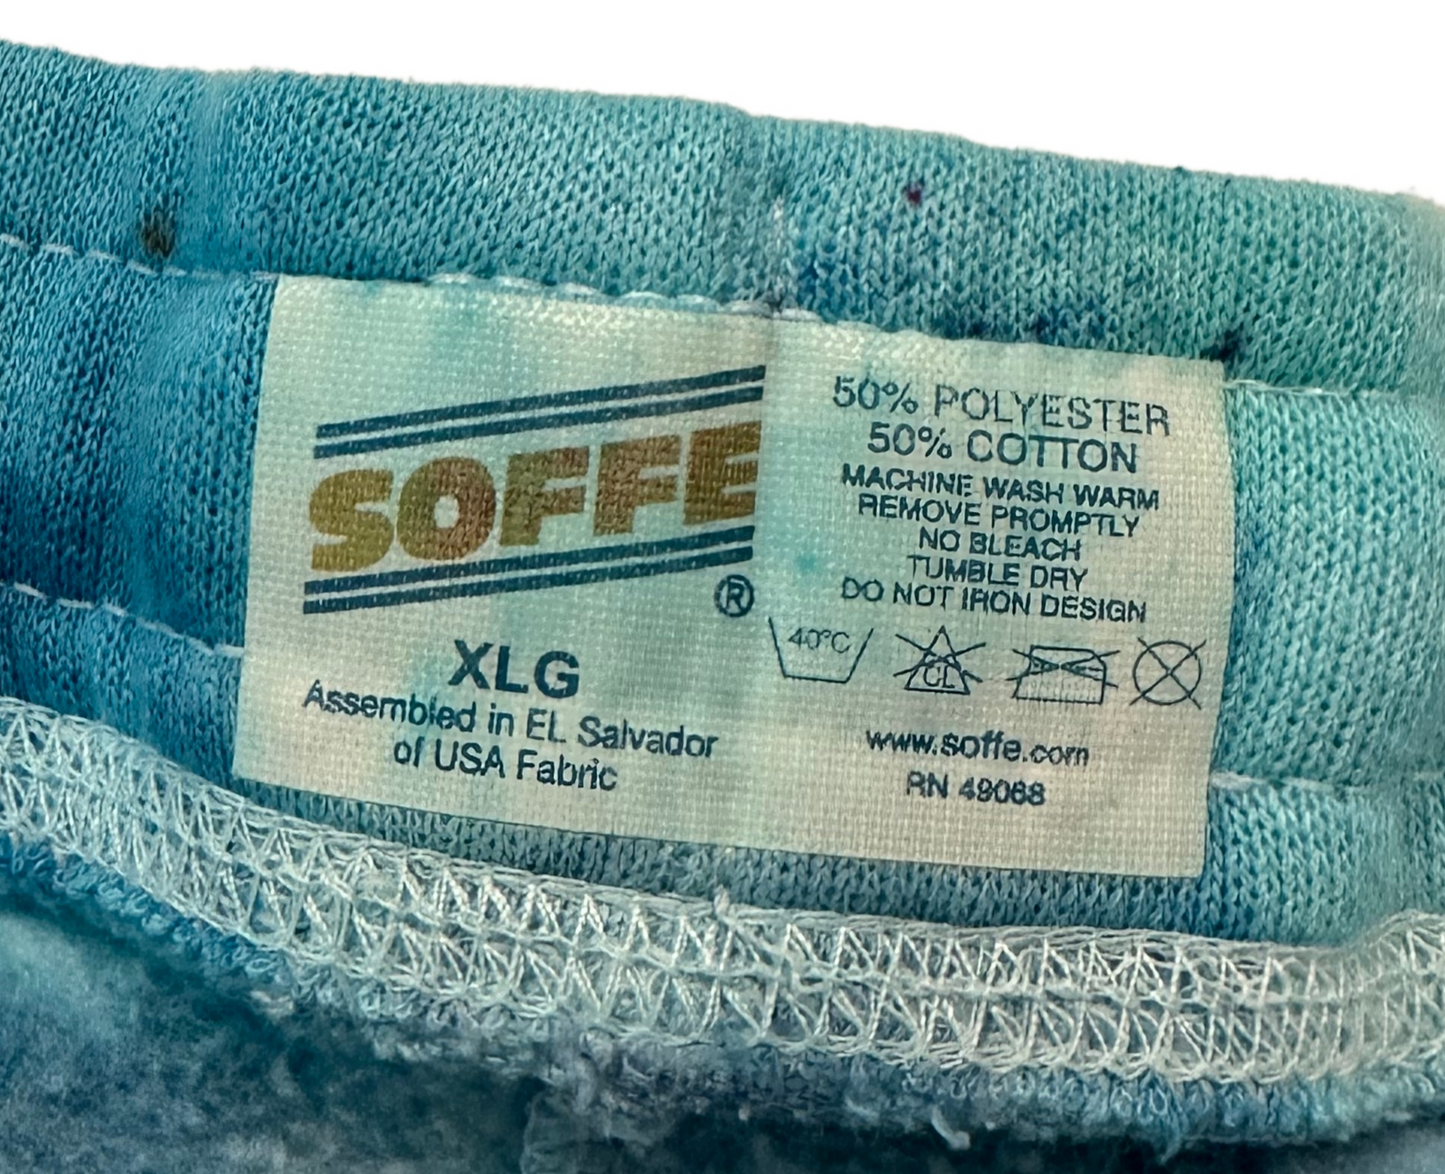 SOFFE
®
XLG
Assembled in EL Salvador
of USA Fabric
50% POLYESTER
50% COTTON
MACHINE WASH WARM
REMOVE PROMPTLY
NO BLEACH
TUMBLE DRY
DO NOT IRON DESIGN
40°C
CL
www.soffe.com
RN 49068